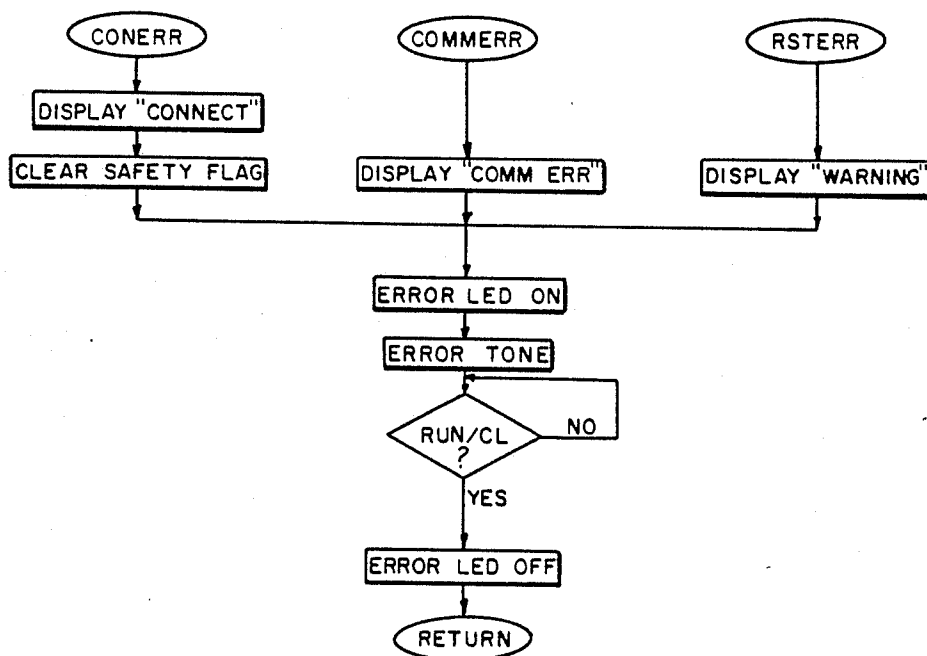 CONERR
COMMERR
RSTERR
DISPLAY "CONNECT"
CLEAR SAFETY FLAG
DISPLAY "COMM ERR"
DISPLAY "WARNING"
ERROR LED ON
ERROR TONE
RUN/CL
?
NO
YES
ERROR LED OFF
RETURN